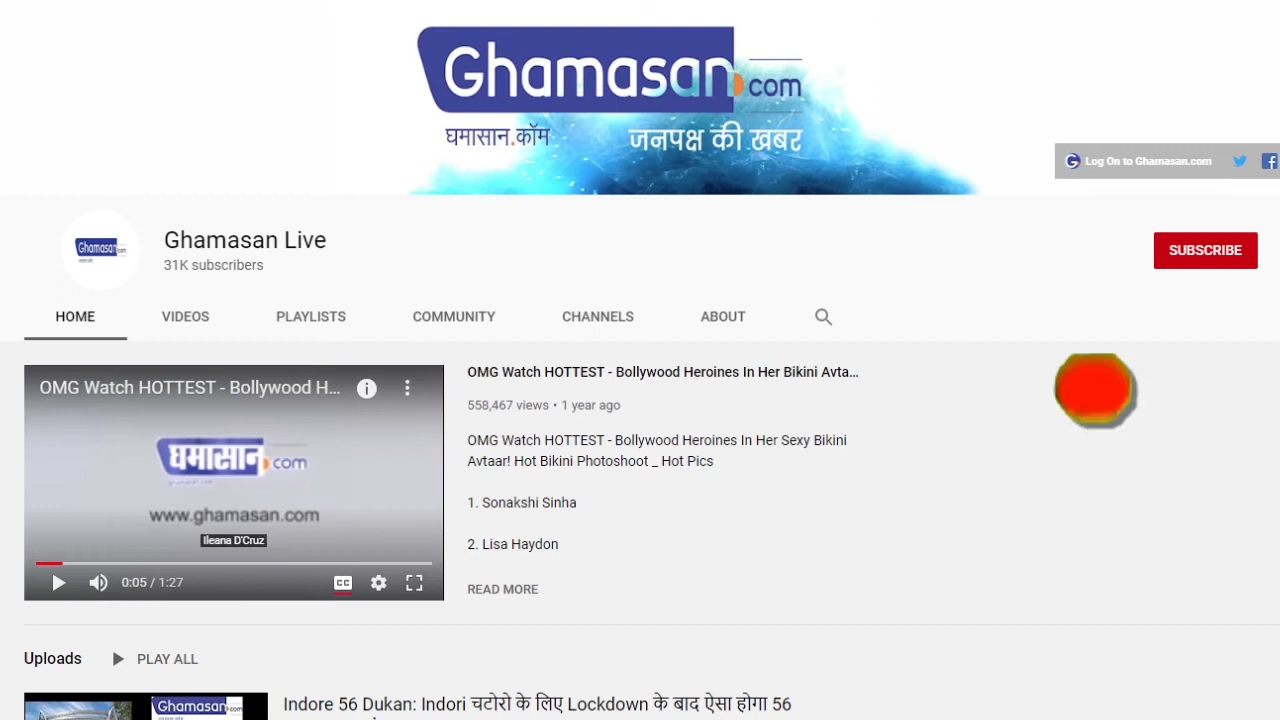 Ghamasan.com
घमासान.कॉम
जनपक्ष की खबर
Log On to Ghamasan.com
Ghamasan.com
Ghamasan Live
31K subscribers
SUBSCRIBE
HOME VIDEOS PLAYLISTS COMMUNITY CHANNELS ABOUT
OMG Watch HOTTEST - Bollywood H...
घमासान.com
www.ghamasan.com
Ileana D'Cruz
0:05 / 1:27
CC
OMG Watch HOTTEST - Bollywood Heroines In Her Bikini Avta...
558,467 views • 1 year ago
OMG Watch HOTTEST - Bollywood Heroines In Her Sexy Bikini
Avtaar! Hot Bikini Photoshoot _ Hot Pics
1. Sonakshi Sinha
2. Lisa Haydon
READ MORE
Uploads PLAY ALL
Ghamasan.com
Indore 56 Dukan: Indori चटोरो के लिए Lockdown के बाद ऐसा होगा 56